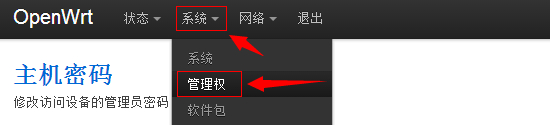 OpenWrt 状态 系统 网络 退出
系统
主机密码
管理权
修改访问设备的管理员密码
软件包